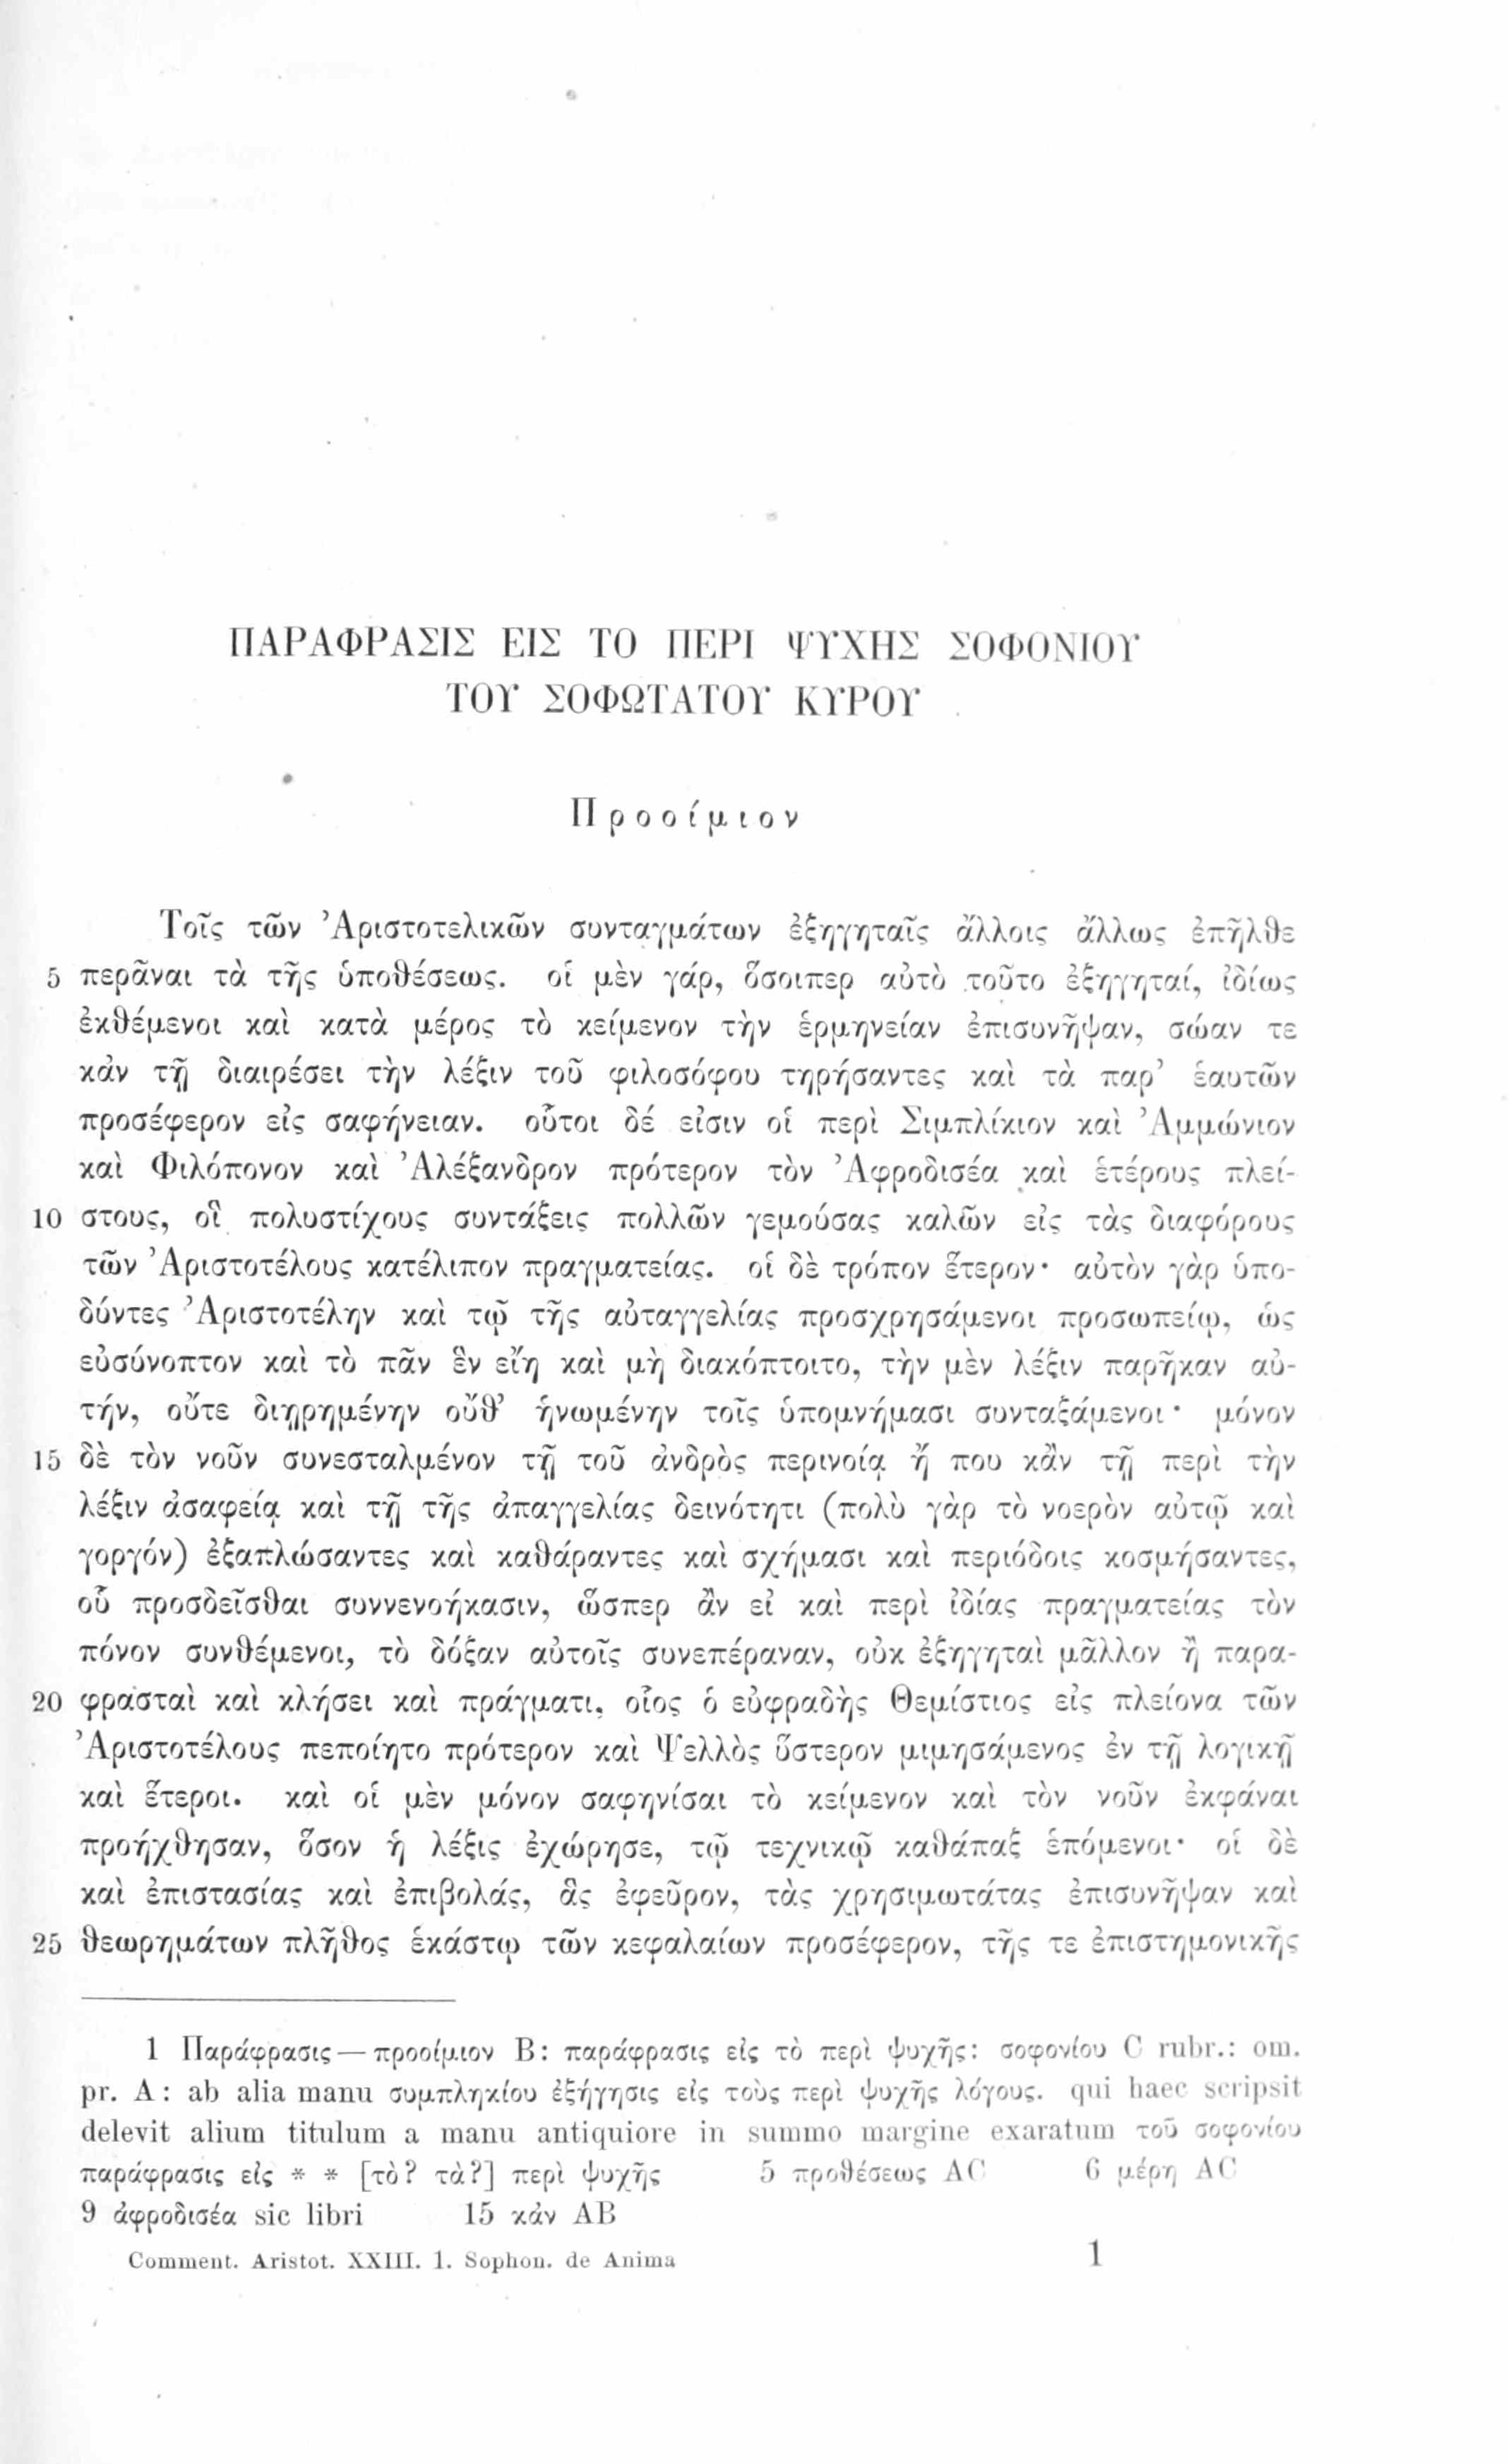 ΠΑΡΑΦΡΑΣΙΣ ΕΙΣ ΤΟ ΠΕΡΙ ΨΥΧΗΣ ΣΟΦΟΝΙΟΥ
ΤΟΥ ΣΟΦΩΤΑΤΟΥ ΚΥΡΟΥ
Προοίμιον
Τοῖς τῶν Ἀριστοτελικῶν συνταγμάτων ἐξηγηταῖς ἄλλοις ἄλλως ἐπῆλθε
5 περᾶναι τὰ τῆς ὑποθέσεως. οἱ μὲν γάρ, ὅσοιπερ αὐτὸ τοῦτο ἐξηγηταί, ἰδίως
ἐκθέμενοι καὶ κατὰ μέρος τὸ κείμενον τὴν ἑρμηνείαν ἐπισυνῆψαν, σώαν τε
κἀν τῇ διαιρέσει τὴν λέξιν τοῦ φιλοσόφου τηρήσαντες καὶ τὰ παρ’ ἑαυτῶν
προσέφερον εἰς σαφήνειαν. οὗτοι δέ εἰσιν οἱ περὶ Σιμπλίκιον καὶ Ἀμμώνιον
καὶ Φιλόπονον καὶ Ἀλέξανδρον πρότερον τὸν Ἀφροδισέα καὶ ἑτέρους πλεί-
10 στους, οἳ πολυστίχους συντάξεις πολλῶν γεμούσας καλῶν εἰς τὰς διαφόρους
τῶν Ἀριστοτέλους κατέλιπον πραγματείας. οἱ δὲ τρόπον ἕτερον· αὐτὸν γὰρ ὑπο-
δύντες Ἀριστοτέλην καὶ τῷ τῆς αὐταγγελίας προσχρησάμενοι προσωπείῳ, ὡς
εὐσύνοπτον καὶ τὸ πᾶν ἓν εἴη καὶ μὴ διακόπτοιτο, τὴν μὲν λέξιν παρῆκαν αὐ-
τήν, οὔτε διῃρημένην οὔθ’ ἡνωμένην τοῖς ὑπομνήμασι συνταξάμενοι· μόνον
15 δὲ τὸν νοῦν συνεσταλμένον τῇ τοῦ ἀνδρὸς περινοίᾳ ἤ που κἂν τῇ περὶ τὴν
λέξιν ἀσαφείᾳ καὶ τῇ τῆς ἀπαγγελίας δεινότητι (πολὺ γὰρ τὸ νοερὸν αὐτῷ καὶ
γοργόν) ἐξαπλώσαντες καὶ καθάραντες καὶ σχήμασι καὶ περιόδοις κοσμήσαντες,
οὗ προσδεῖσθαι συννενοήκασιν, ὥσπερ ἂν εἰ καὶ περὶ ἰδίας πραγματείας τὸν
πόνον συνθέμενοι, τὸ δόξαν αὐτοῖς συνεπέραναν, οὐκ ἐξηγηταὶ μᾶλλον ἢ παρα-
20 φρασταὶ καὶ κλήσει καὶ πράγματι, οἷος ὁ εὐφραδὴς Θεμίστιος εἰς πλείονα τῶν
Ἀριστοτέλους πεποίητο πρότερον καὶ Ψελλὸς ὕστερον μιμησάμενος ἐν τῇ λογικῇ
καὶ ἕτεροι. καὶ οἱ μὲν μόνον σαφηνίσαι τὸ κείμενον καὶ τὸν νοῦν ἐκφάναι
προήχθησαν, ὅσον ἡ λέξις ἐχώρησε, τῷ τεχνικῷ καθάπαξ ἑπόμενοι· οἱ δὲ
καὶ ἐπιστασίας καὶ ἐπιβολάς, ἃς ἐφεῦρον, τὰς χρησιμωτάτας ἐπισυνῆψαν καὶ
25 θεωρημάτων πλῆθος ἑκάστῳ τῶν κεφαλαίων προσέφερον, τῆς τε ἐπιστημονικῆς
1 Παράφρασις — προοίμιον B: παράφρασις εἰς τὸ περὶ ψυχῆς: σοφονίου C rubr.: om.
pr. A: ab alia manu συμπληκίου ἐξήγησις εἰς τοὺς περὶ ψυχῆς λόγους. qui haec scripsit
delevit alium titulum a manu antiquiore in summo margine exaratum τοῦ σοφονίου
παράφρασις εἰς * * [τὸ? τὰ?] περὶ ψυχῆς 5 προθέσεως AC 6 μέρη AC
9 ἀφροδισέα sic libri 15 κἀν AB
Comment. Aristot. XXIII. 1. Sophon. de Anima 1